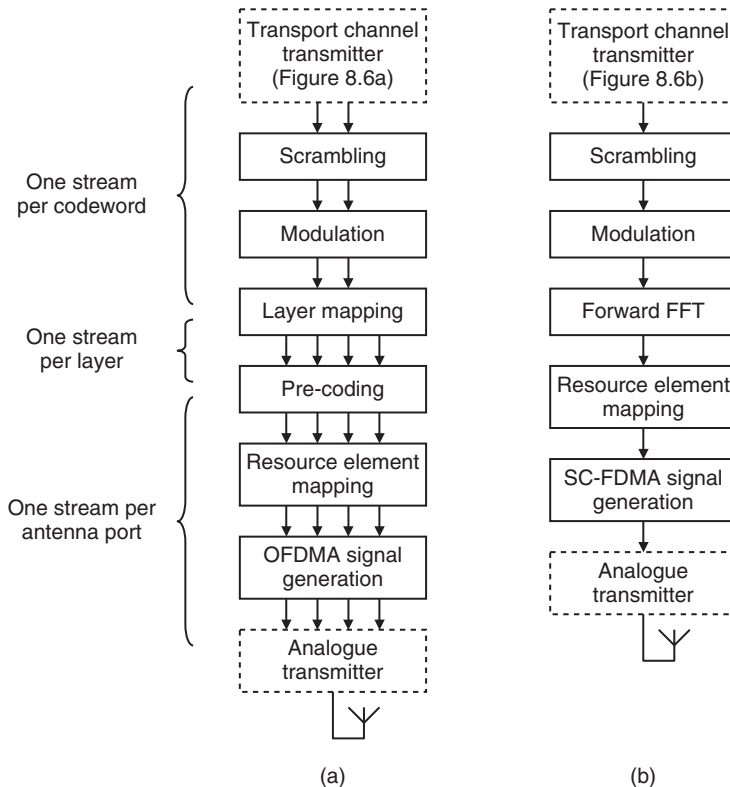 Transport channel
transmitter
(Figure 8.6a)
Scrambling
Modulation
Layer mapping
Pre-coding
Resource element
mapping
OFDMA signal
generation
Analogue
transmitter
One stream
per codeword
One stream
per layer
One stream per
antenna port
(a)
Transport channel
transmitter
(Figure 8.6b)
Scrambling
Modulation
Forward FFT
Resource element
mapping
SC-FDMA signal
generation
Analogue
transmitter
(b)